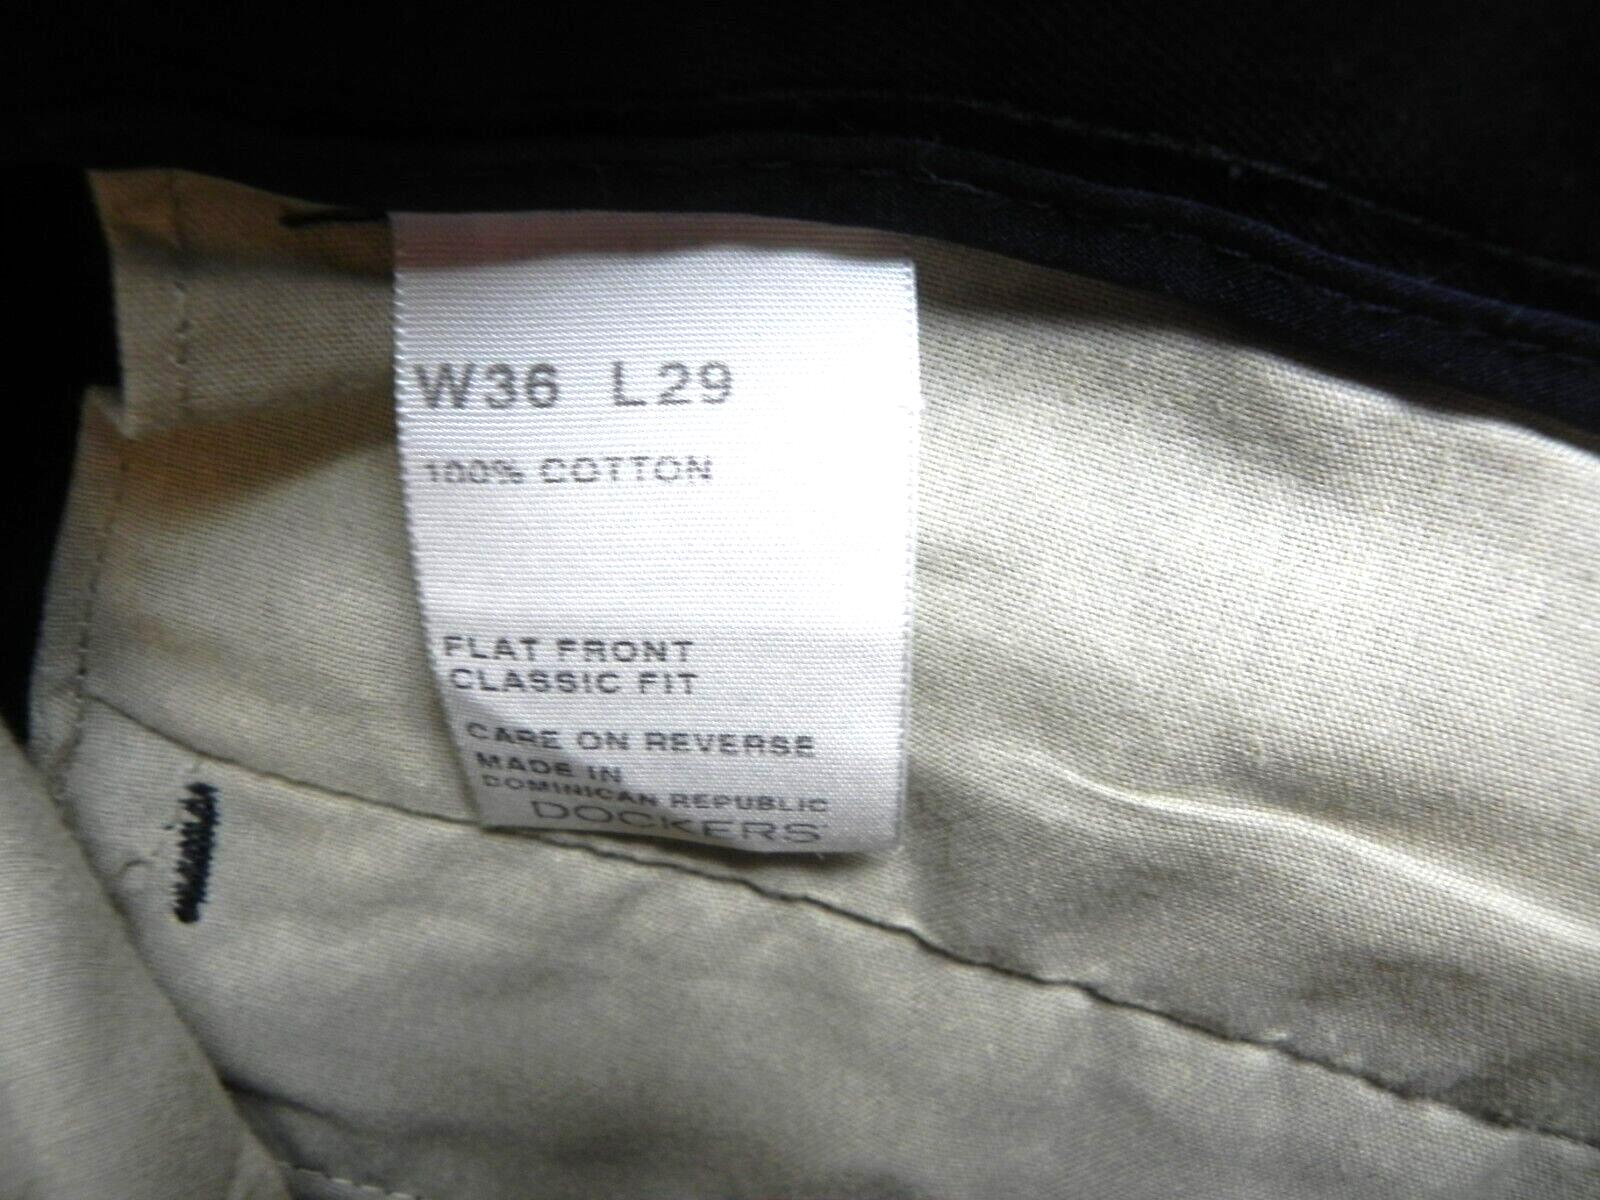 W36 L29
100% COTTON
FLAT FRONT
CLASSIC FIT
CARE ON REVERSE
MADE IN
DOMINICAN REPUBLIC
DOCKERS